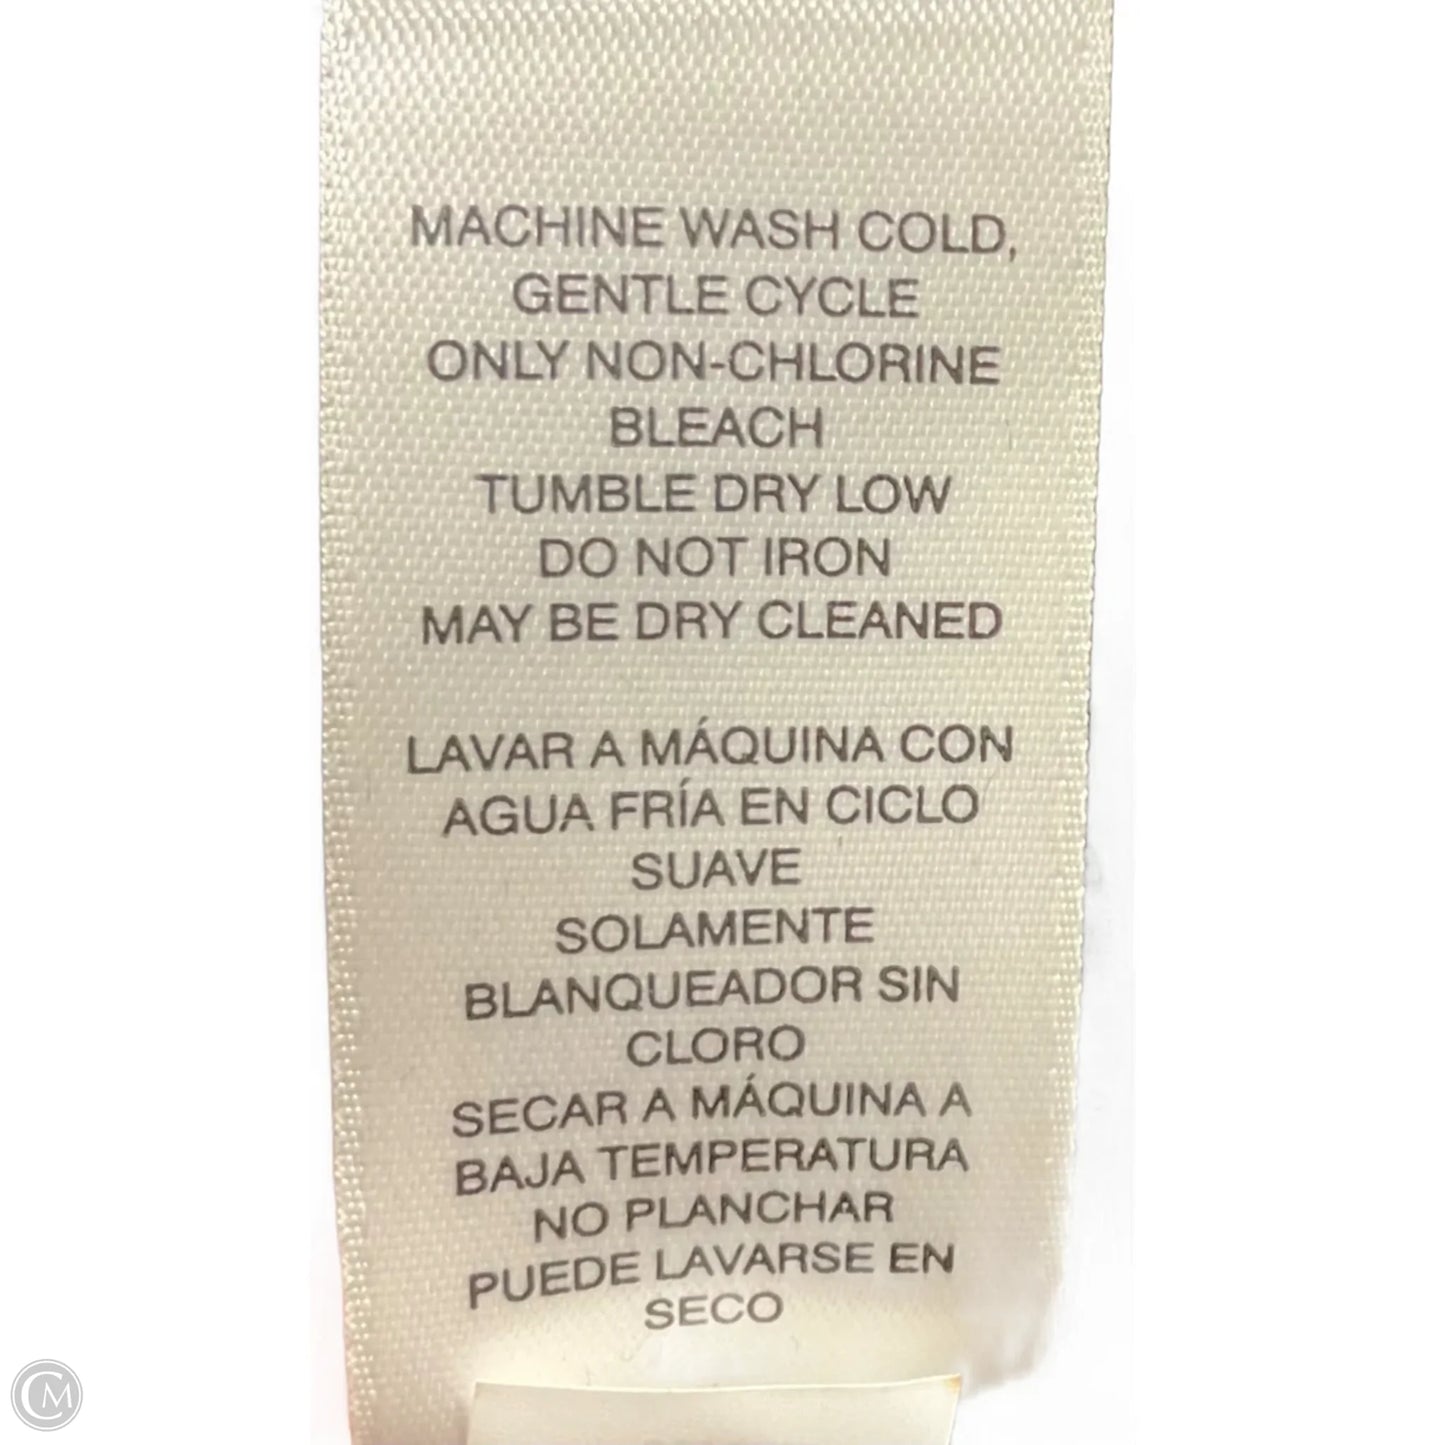 MACHINE WASH COLD,
GENTLE CYCLE
ONLY NON-CHLORINE
BLEACH
TUMBLE DRY LOW
DO NOT IRON
MAY BE DRY CLEANED
LAVAR A MÁQUINA CON
AGUA FRÍA EN CICLO
SUAVE
SOLAMENTE
BLANQUEADOR SIN
CLORO
SECAR A MÁQUINA A
BAJA TEMPERATURA
NO PLANCHAR
PUEDE LAVARSE EN
SECO
CM